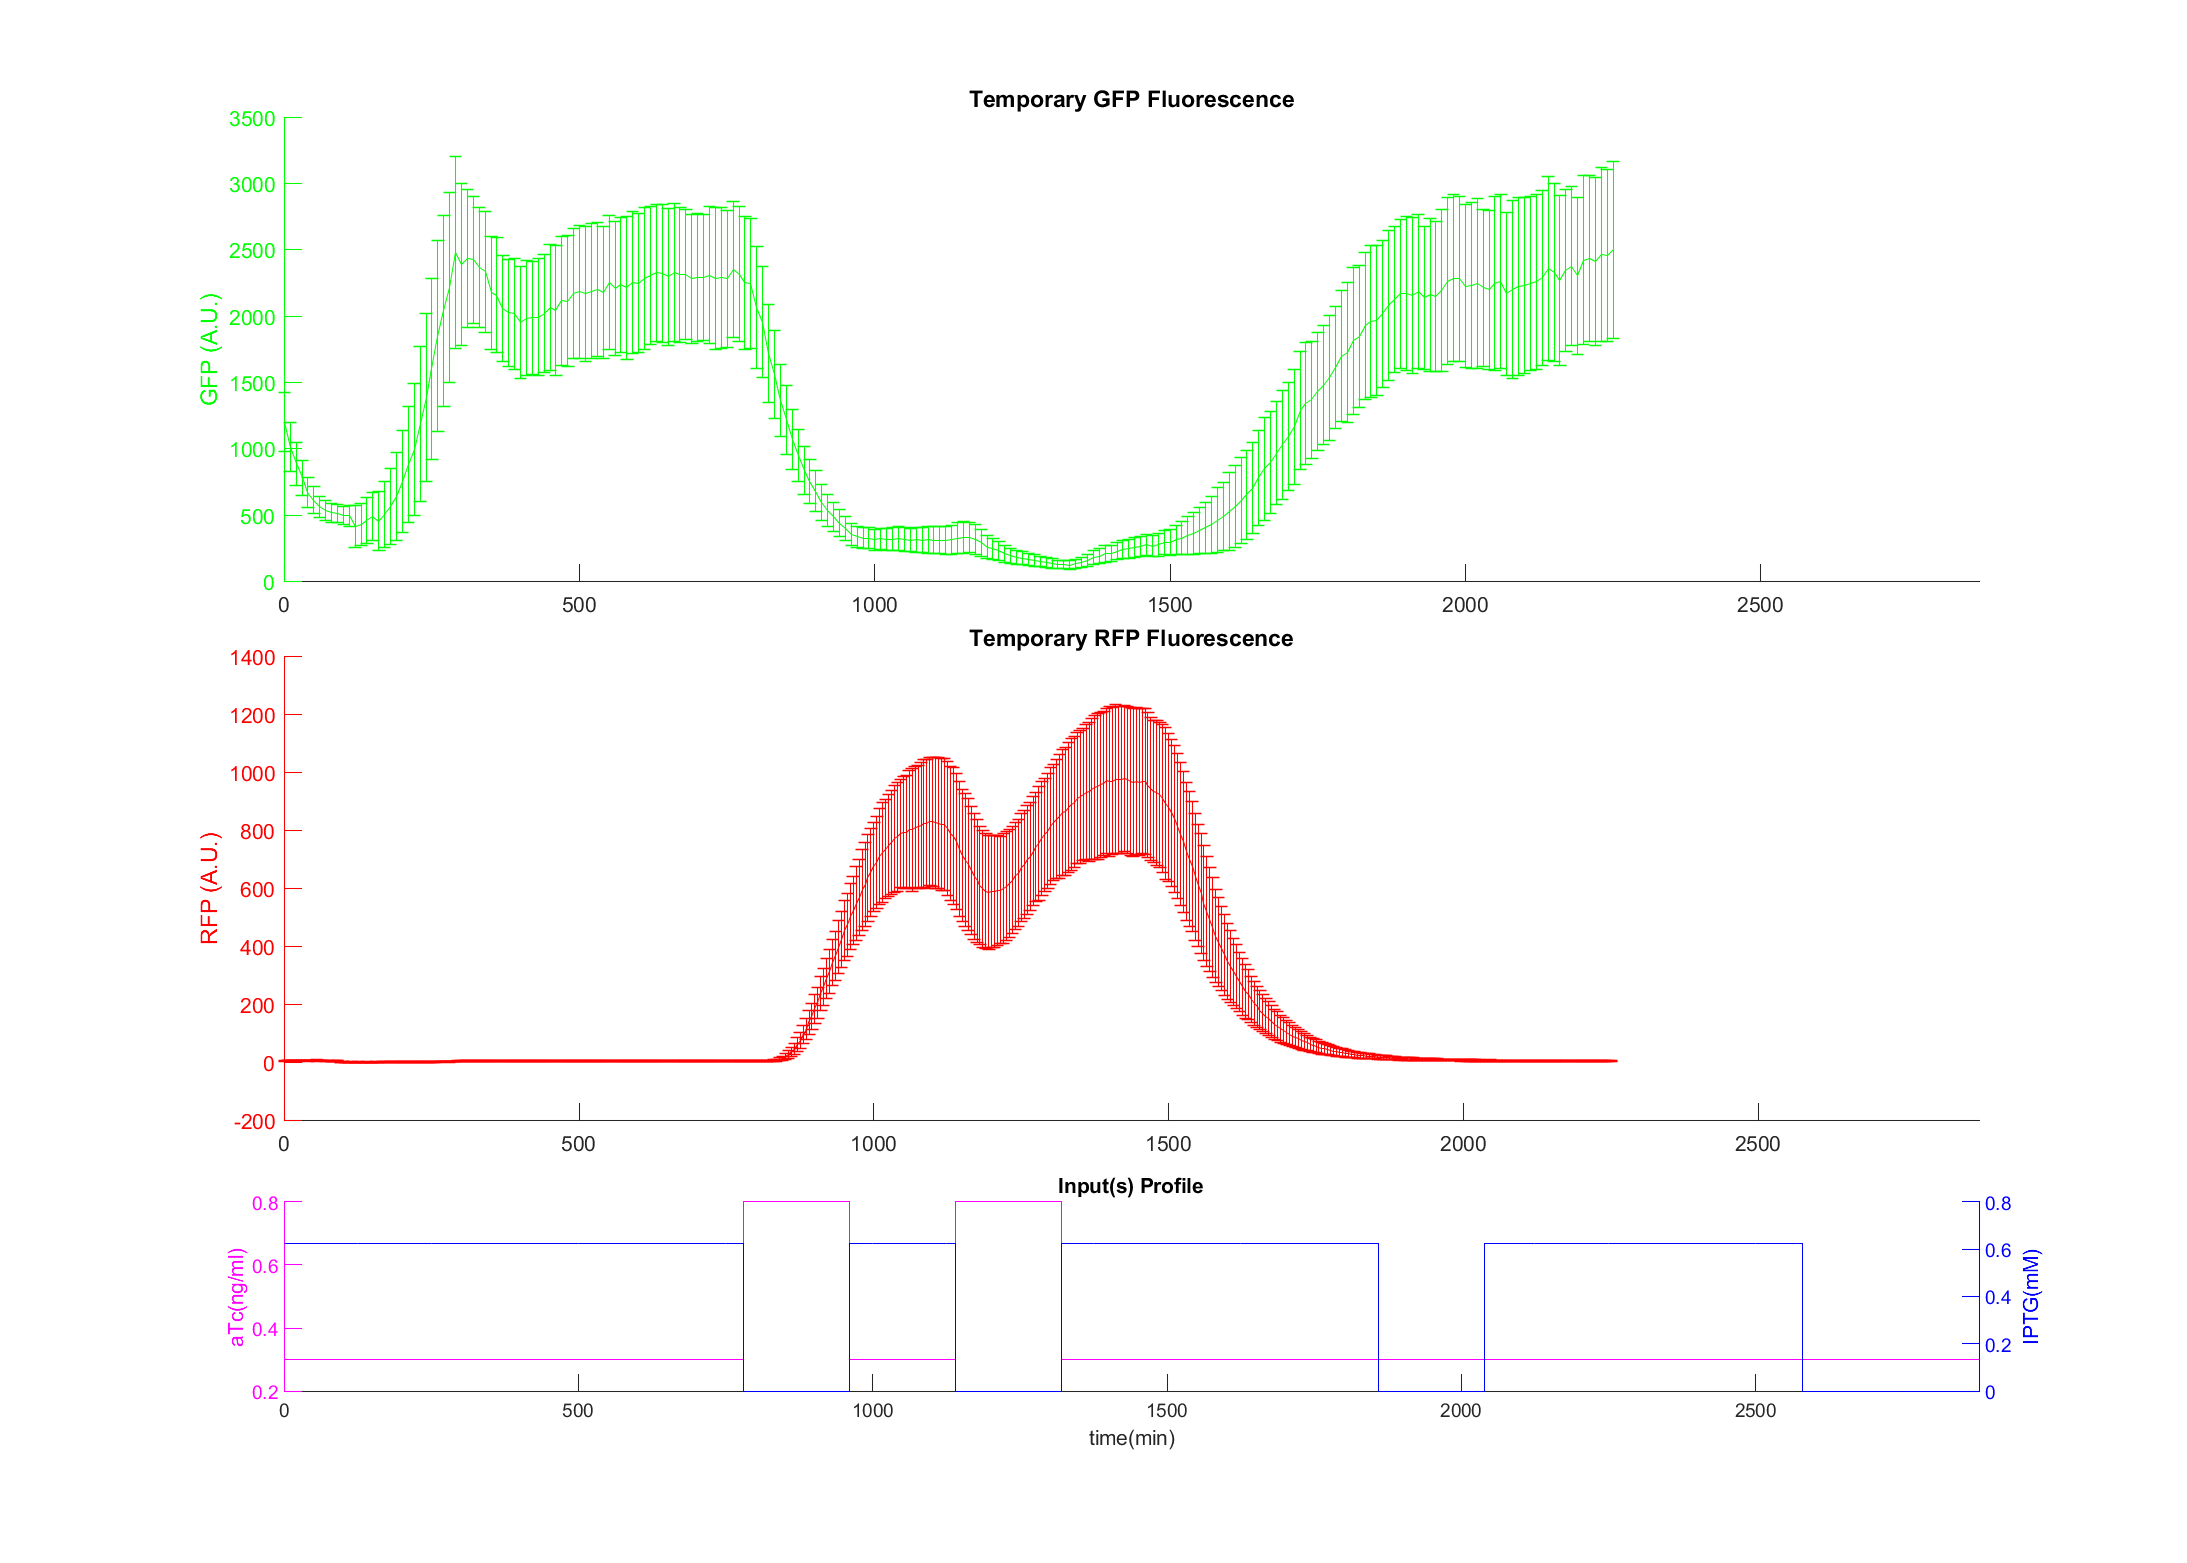 Temporary GFP Fluorescence
GFP (A.U.)
3500
3000
2500
2000
1500
1000
500
0
0 500 1000 1500 2000 2500
Temporary RFP Fluorescence
RFP (A.U.)
1400
1200
1000
800
600
400
200
0
-200
0 500 1000 1500 2000 2500
Input(s) Profile
aTc(ng/ml)
0.8
0.6
0.4
0.2
0.8
0.6
0.4
0.2
0
IPTG(mM)
0 500 1000 1500 2000 2500
time(min)